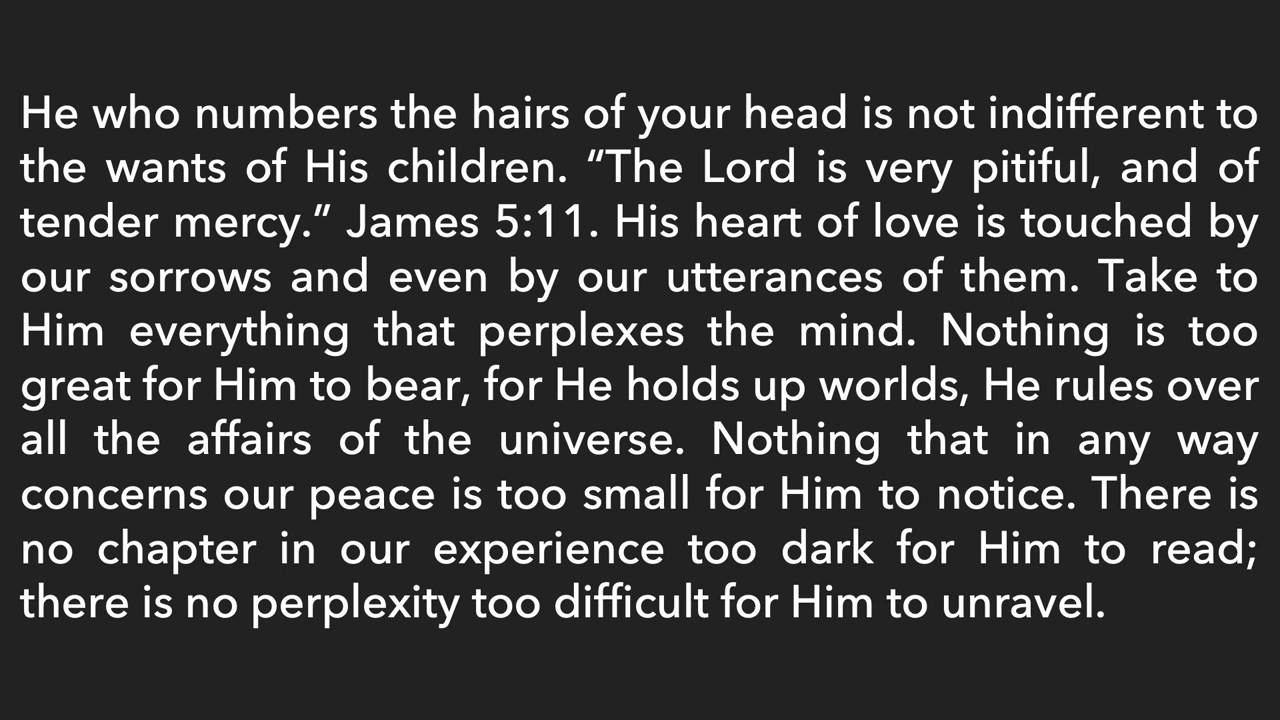 He who numbers the hairs of your head is not indifferent to
the wants of His children. “The Lord is very pitiful, and of
tender mercy.” James 5:11. His heart of love is touched by
our sorrows and even by our utterances of them. Take to
Him everything that perplexes the mind. Nothing is too
great for Him to bear, for He holds up worlds, He rules over
all the affairs of the universe. Nothing that in any way
concerns our peace is too small for Him to notice. There is
no chapter in our experience too dark for Him to read;
there is no perplexity too difficult for Him to unravel.